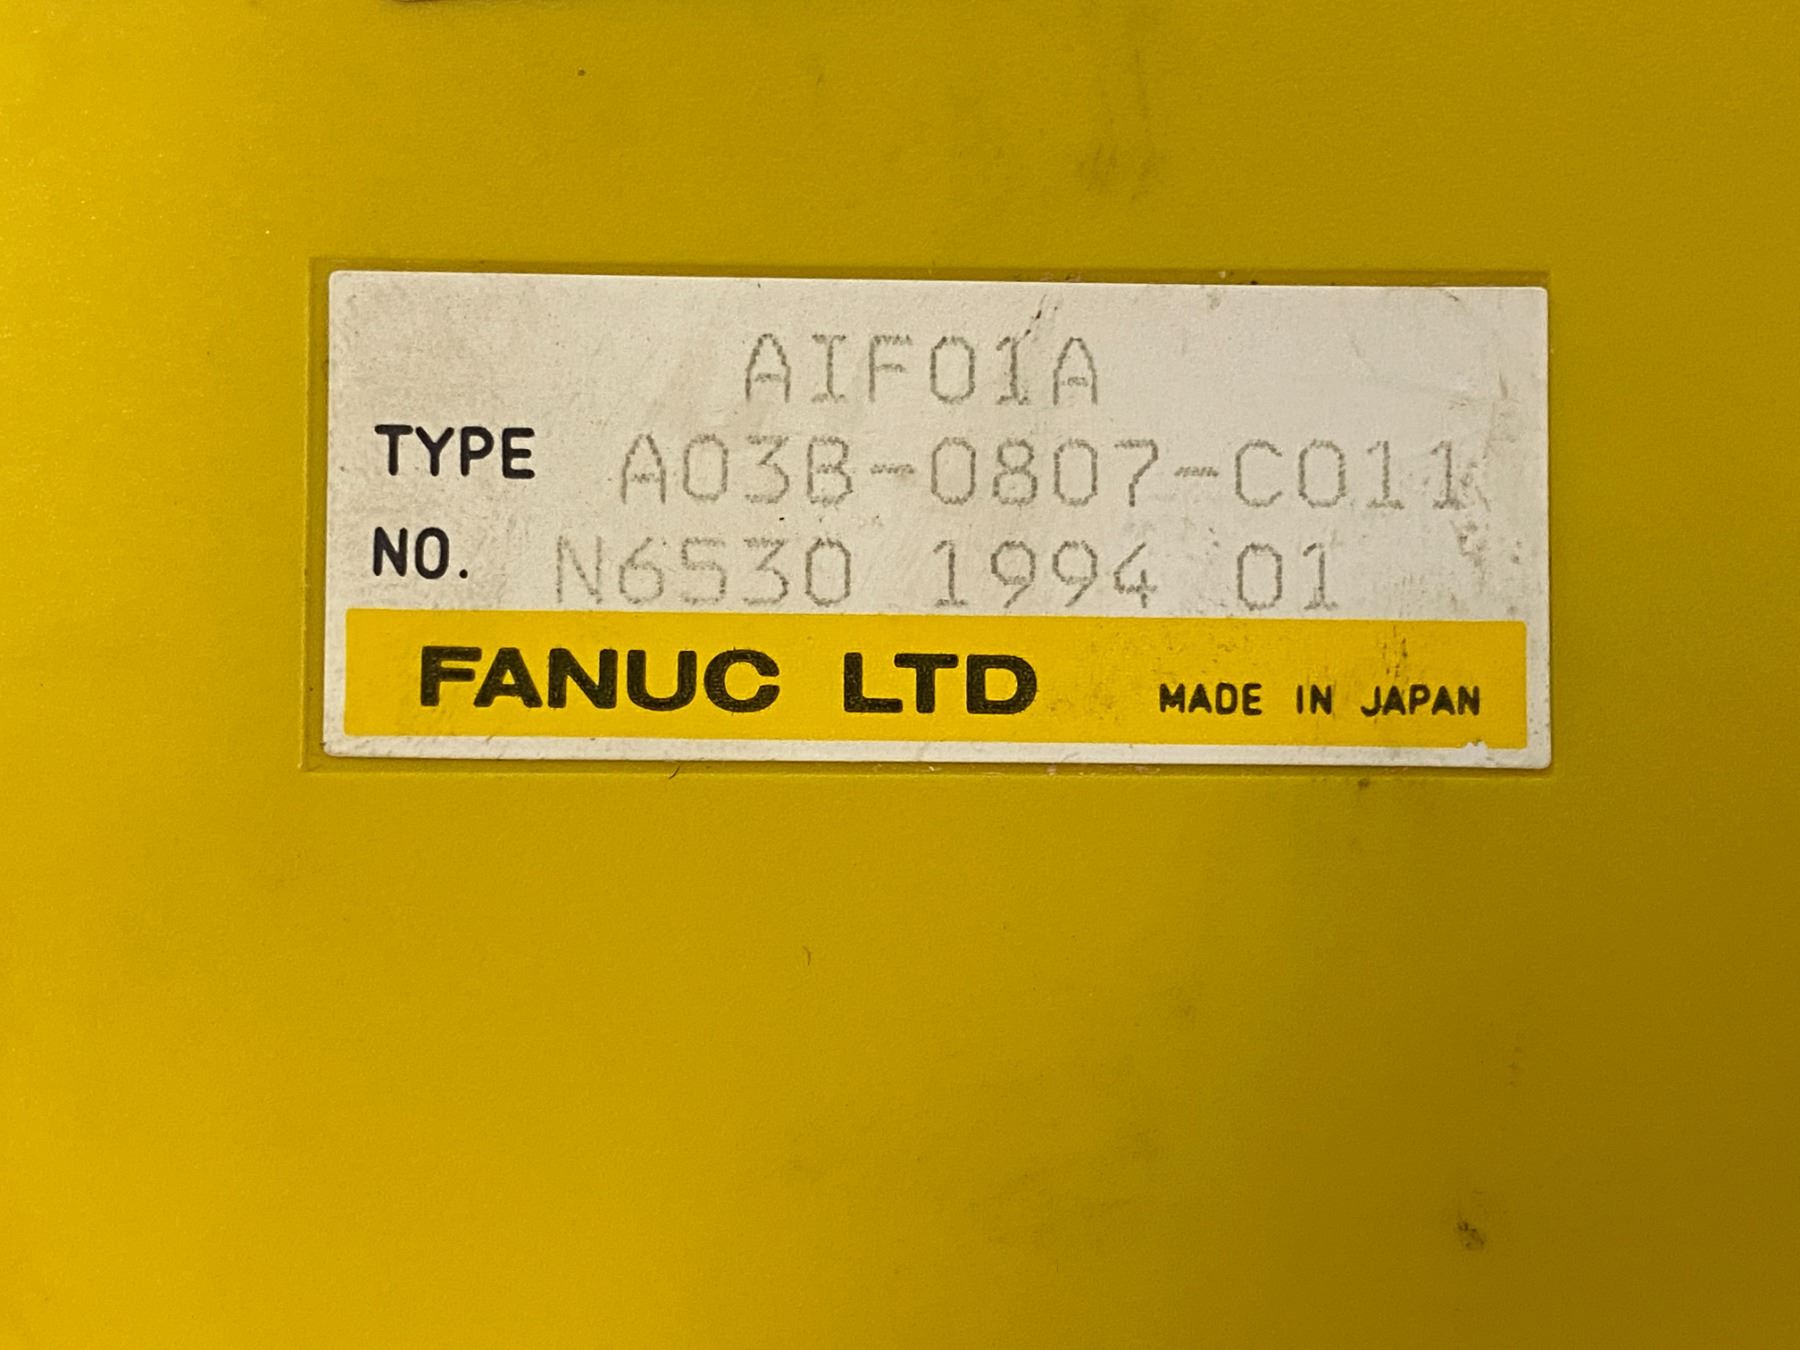 AIF01A
TYPE A03B-0807-C011
NO. N6530 1994 01
FANUC LTD MADE IN JAPAN